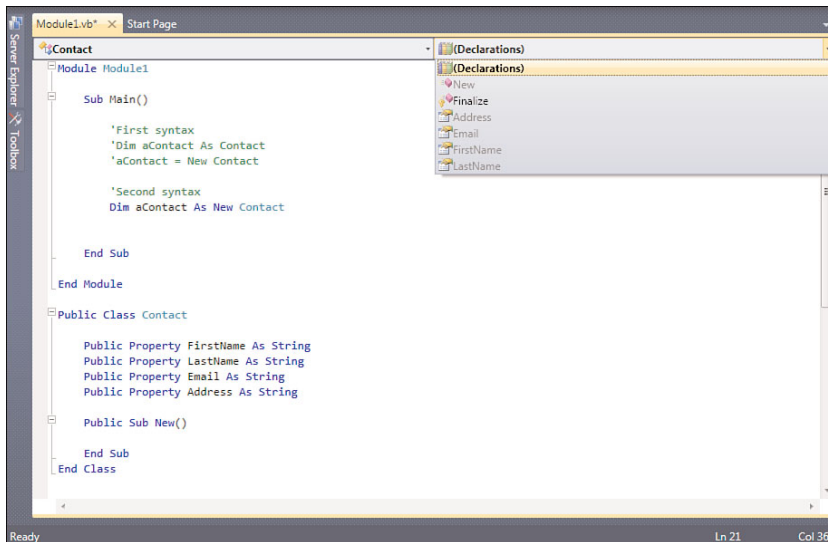 Module1.vb* × Start Page
Server Explorer
Toolbox
Contact
(Declarations)
(Declarations)
New
Finalize
Address
Email
FirstName
LastName
Module Module1
Sub Main()
'First syntax
'Dim aContact As Contact
'aContact = New Contact
'Second syntax
Dim aContact As New Contact
End Sub
End Module
Public Class Contact
Public Property FirstName As String
Public Property LastName As String
Public Property Email As String
Public Property Address As String
Public Sub New()
End Sub
End Class
Ready Ln 21 Col 36